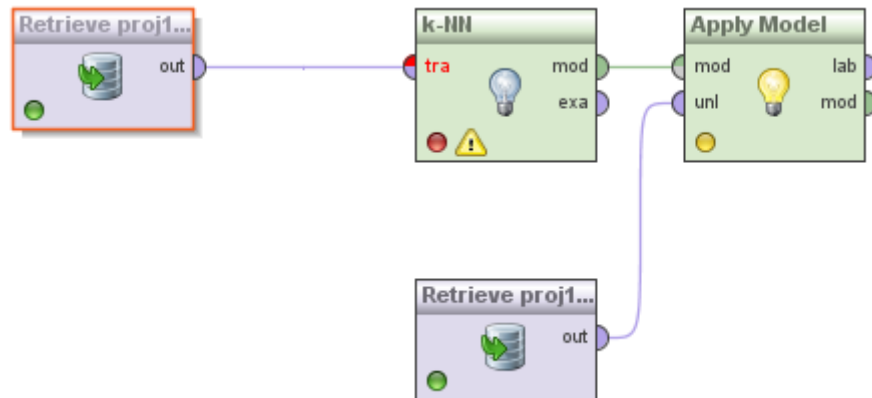 Retrieve proj1...
out
k-NN
tra
mod
exa
Apply Model
mod
lab
unl
mod
Retrieve proj1...
out